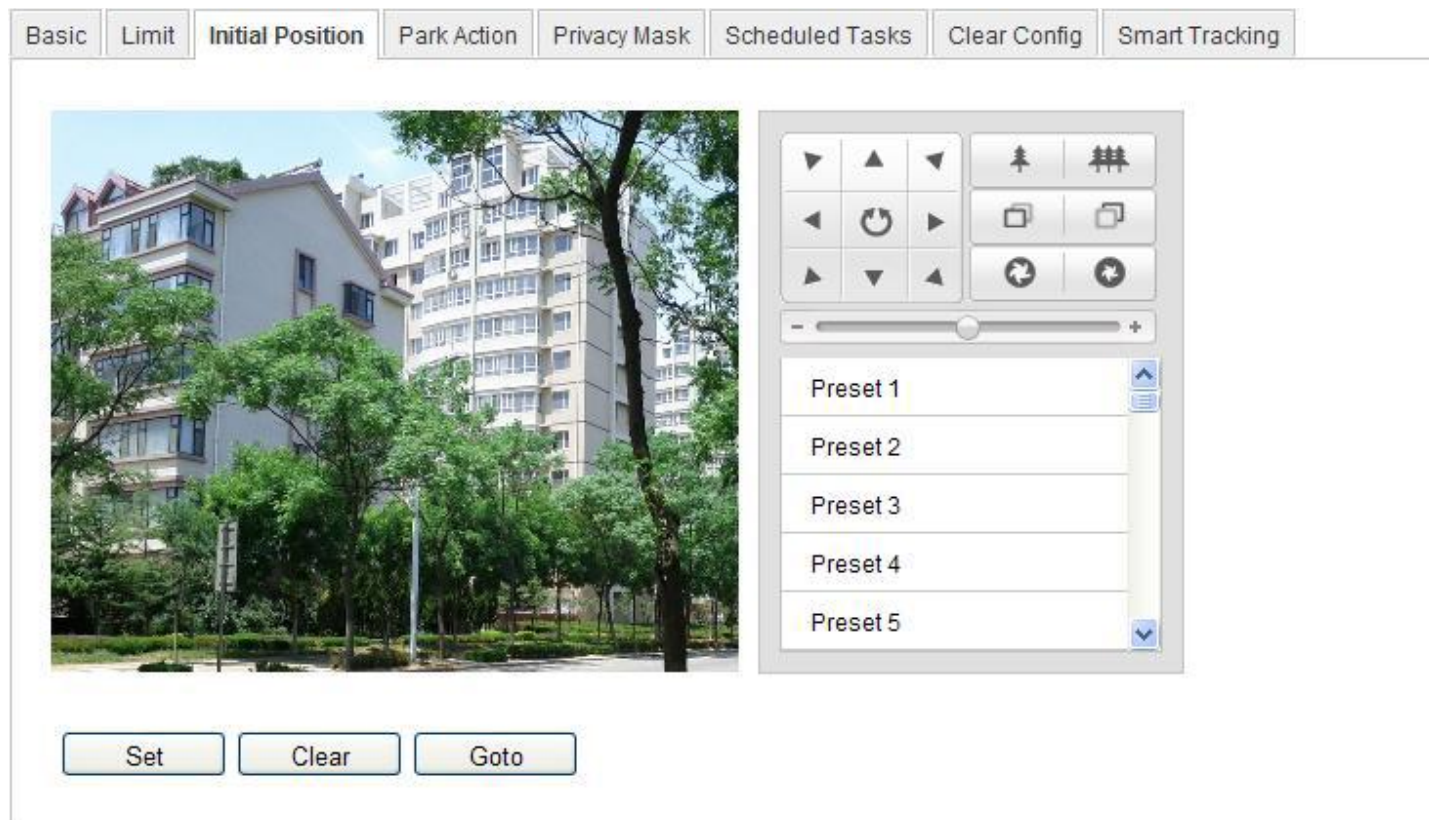 Basic Limit Initial Position Park Action Privacy Mask Scheduled Tasks Clear Config Smart Tracking
- +
Preset 1
Preset 2
Preset 3
Preset 4
Preset 5
Set Clear Goto